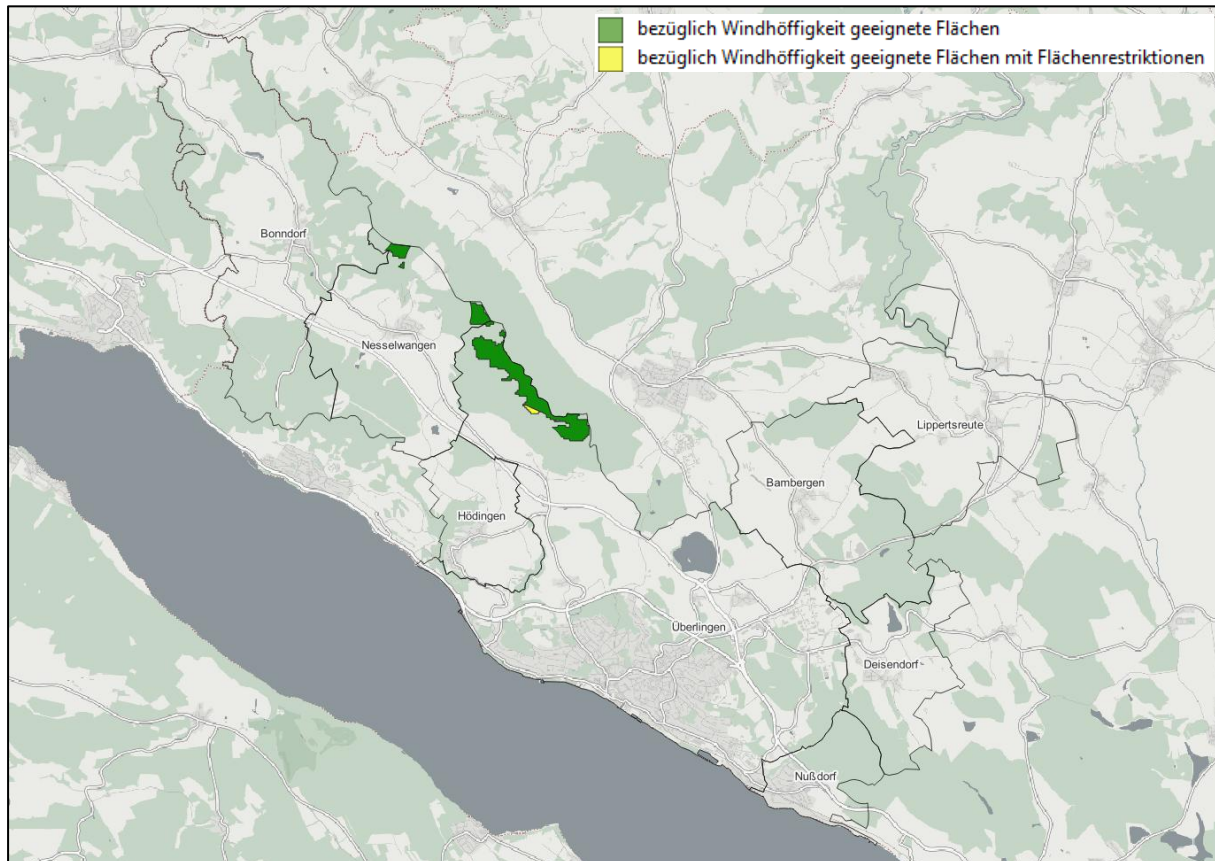 bezüglich Windhöffigkeit geeignete Flächen
bezüglich Windhöffigkeit geeignete Flächen mit Flächenrestriktionen
Bonndorf
Nesselwangen
Lippertsreute
Bambergen
Hödingen
Überlingen
Deisendorf
Nußdorf